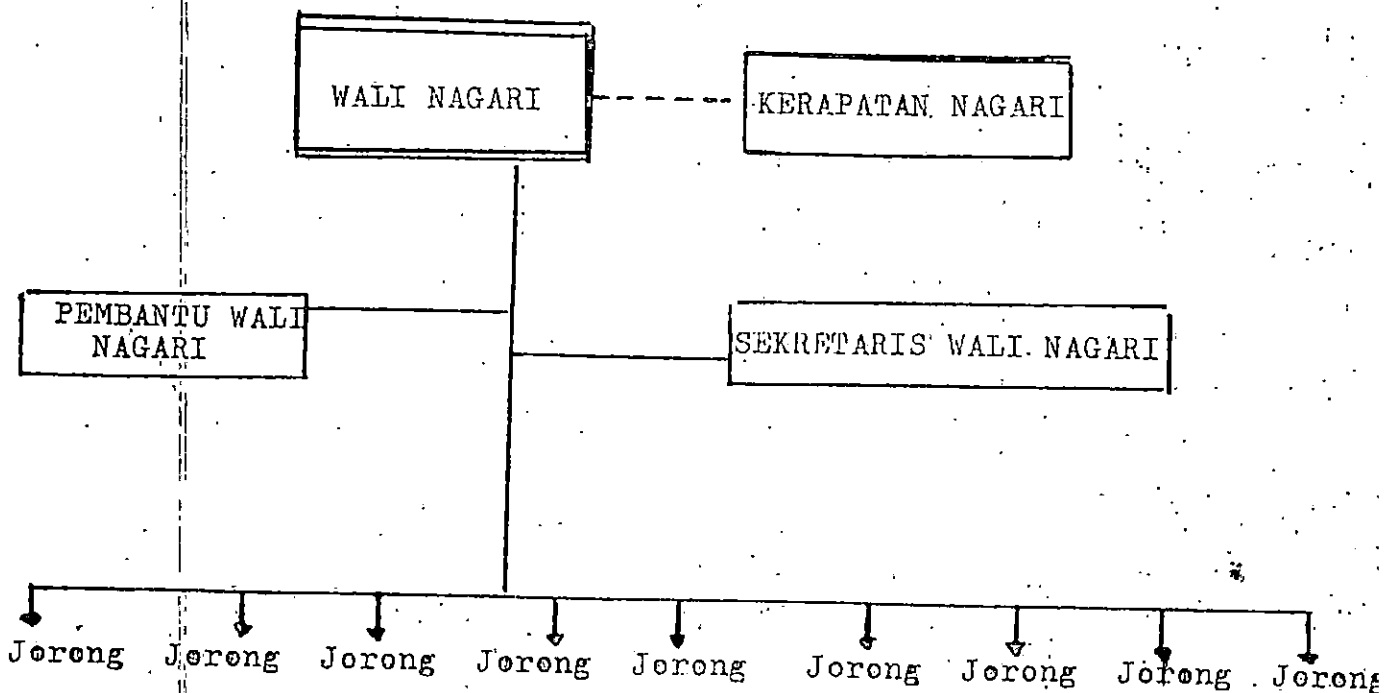 WALI NAGARI
KERAPATAN NAGARI
PEMBANTU WALI
NAGARI
SEKRETARIS WALI NAGARI
Jorong Jorong Jorong Jorong Jorong Jorong Jorong Jorong Jorong